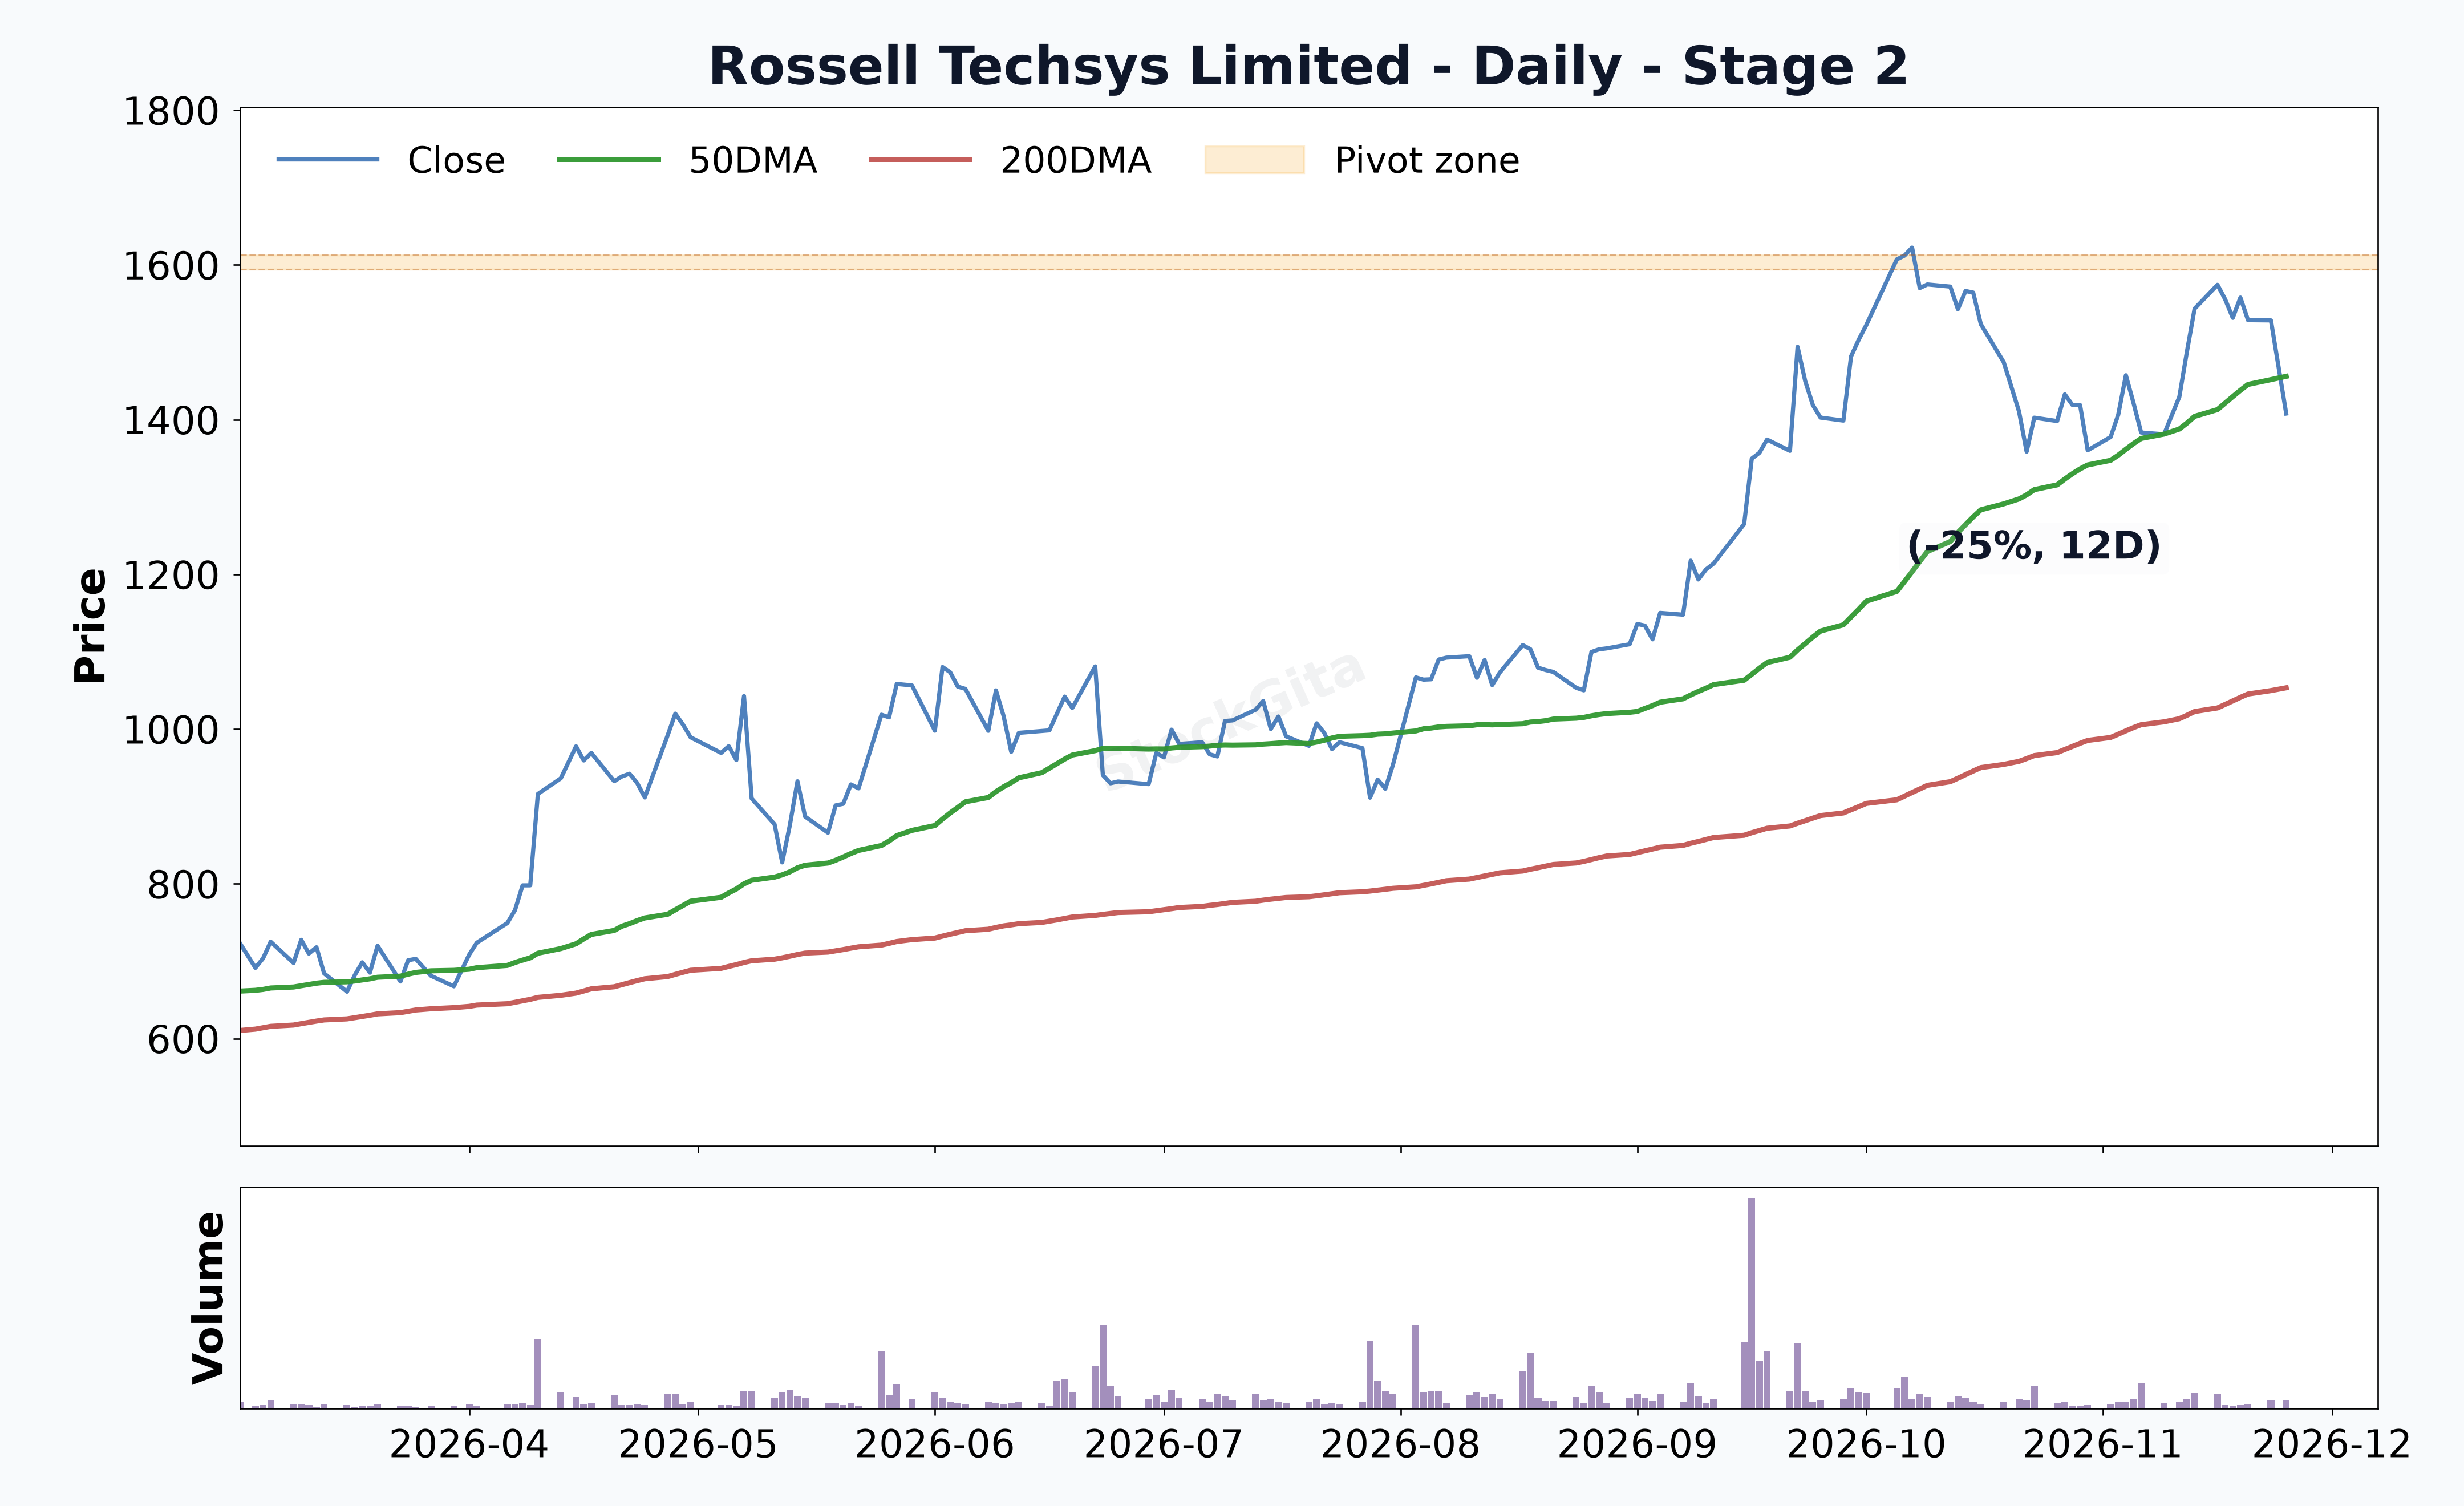 Rossell Techsys Limited - Daily - Stage 2
Close 50DMA 200DMA Pivot zone
Price
1800
1600
1400
1200
1000
800
600
(-25%, 12D)
StockGita
Volume
2026-04 2026-05 2026-06 2026-07 2026-08 2026-09 2026-10 2026-11 2026-12